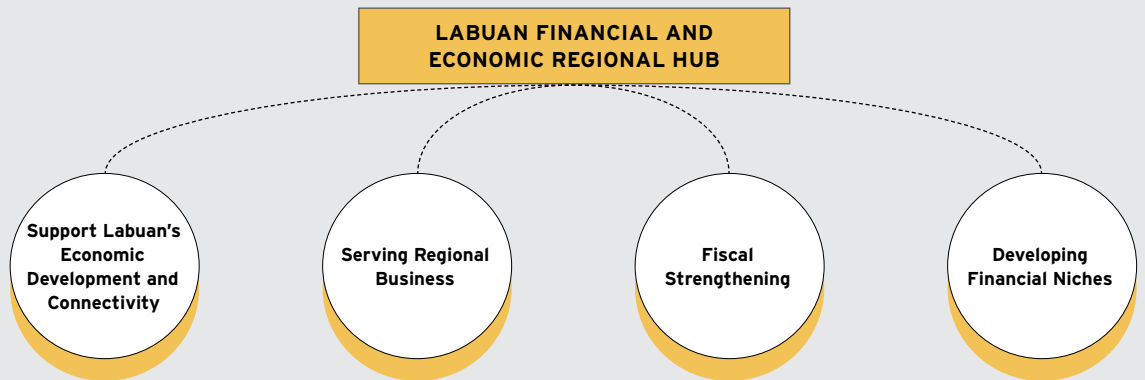 LABUAN FINANCIAL AND
ECONOMIC REGIONAL HUB
Support Labuan's
Economic
Development and
Connectivity
Serving Regional
Business
Fiscal
Strengthening
Developing
Financial Niches